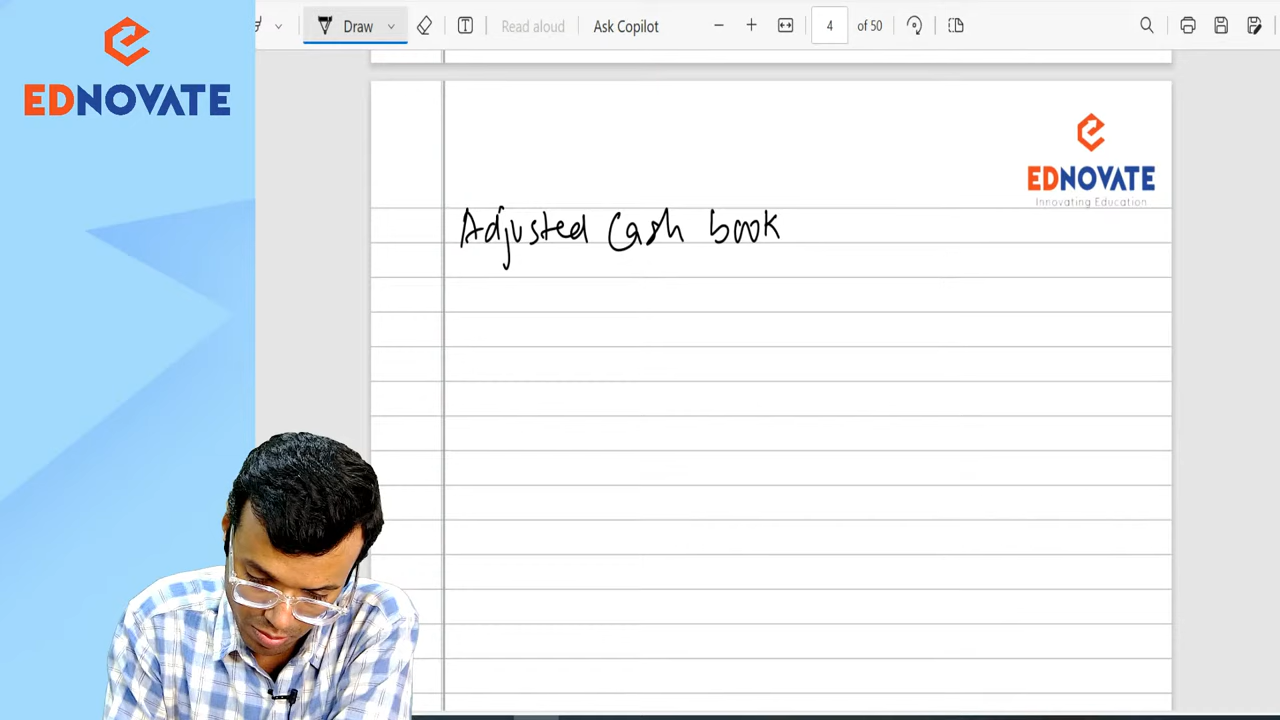 Draw
Read aloud
Ask Copilot
4 of 50
EDNOVATE
EDNOVATE
Innovating Education
Adjusted Cash book